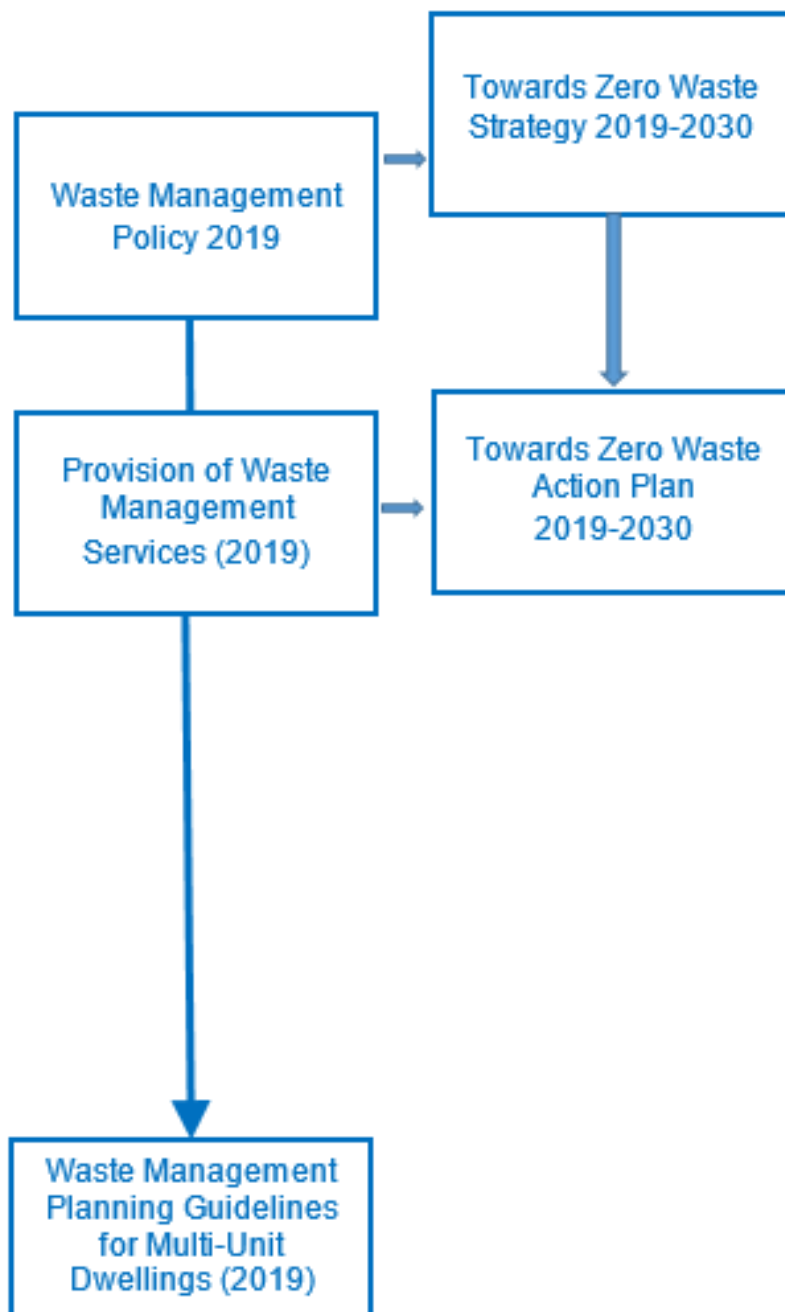 Towards Zero Waste
Strategy 2019-2030
Waste Management
Policy 2019
Provision of Waste
Management
Services (2019)
Towards Zero Waste
Action Plan
2019-2030
Waste Management
Planning Guidelines
for Multi-Unit
Dwellings (2019)